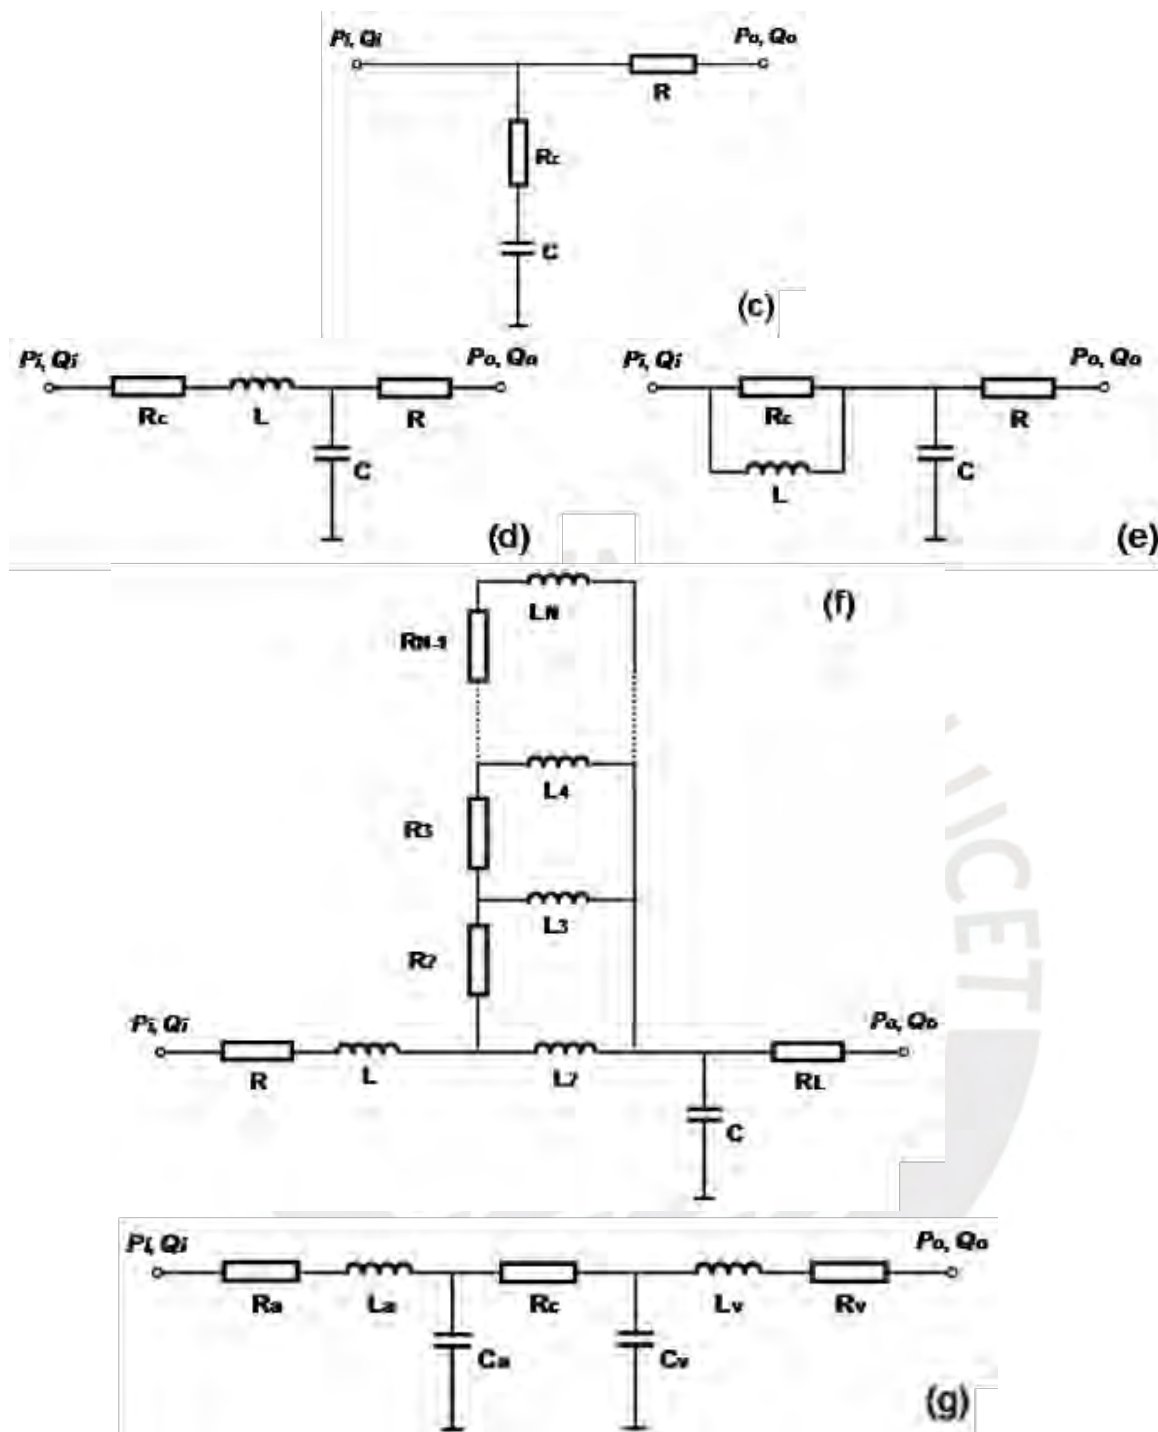 Pi, Qi
Po, Qo
R
Rc
C
(c)
Pi, Qi
Po, Qo
Rc
L
R
C
(d)
Pi, Qi
Po, Qo
Rc
R
L
C
(e)
LN
(f)
RN-1
L4
R3
L3
R2
Pi, Qi
Po, Qo
R
L
L2
RL
C
Pi, Qi
Po, Qo
Ra
La
Rc
Lv
Rv
Ca
Cv
(g)